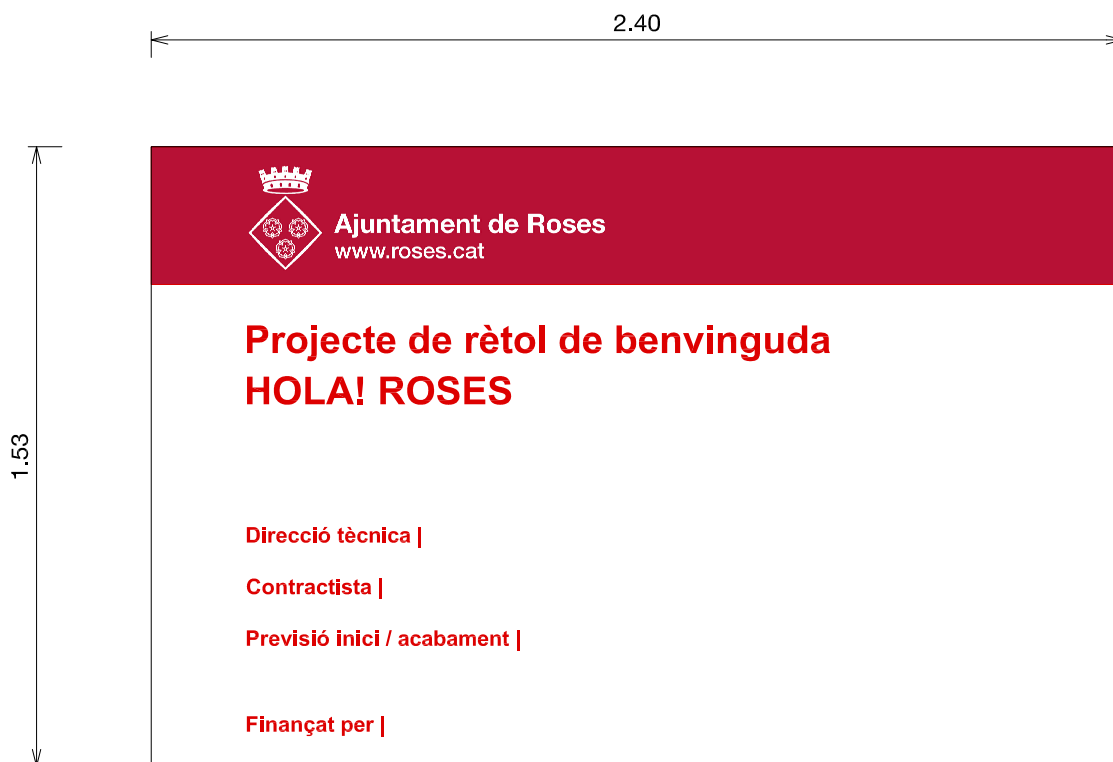 2.40
Ajuntament de Roses
www.roses.cat
Projecte de rètol de benvinguda
HOLA! ROSES
1.53
Direcció tècnica |
Contractista |
Previsió inici / acabament |
Finançat per |